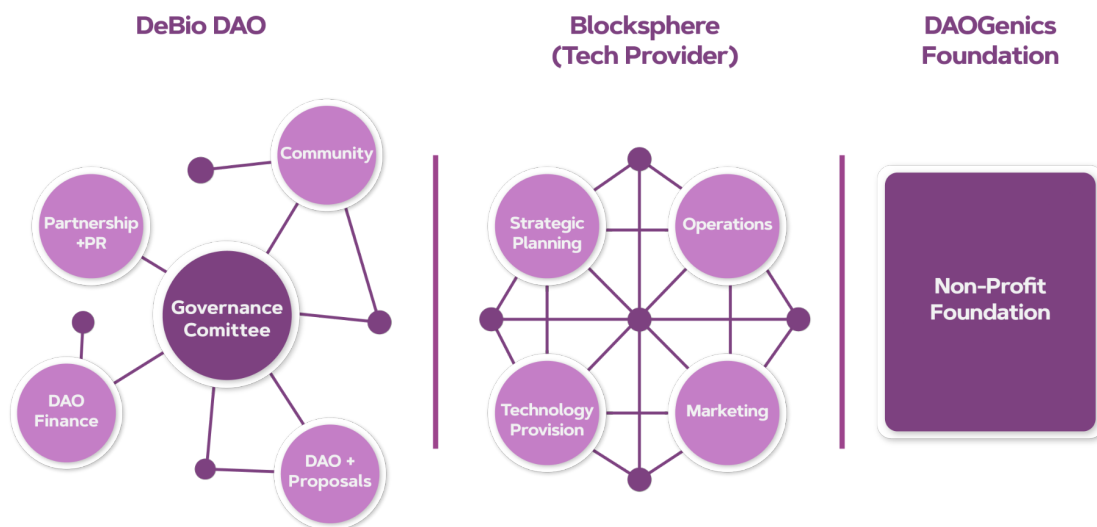 DeBio DAO
Blocksphere
(Tech Provider)
DAOGenics
Foundation
Community
Partnership
+PR
Governance
Comittee
DAO
Finance
DAO +
Proposals
Strategic
Planning
Operations
Technology
Provision
Marketing
Non-Profit
Foundation